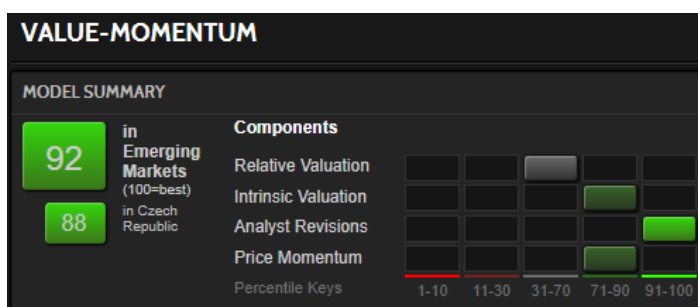 VALUE-MOMENTUM
MODEL SUMMARY
92
in
Emerging
Markets
(100=best)
88
in Czech
Republic
Components
Relative Valuation
Intrinsic Valuation
Analyst Revisions
Price Momentum
Percentile Keys 1-10 11-30 31-70 71-90 91-100